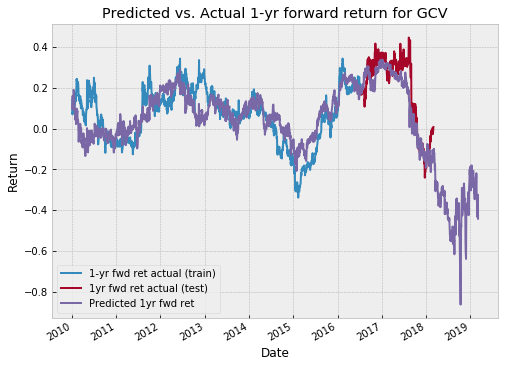 Predicted vs. Actual 1-yr forward return for GCV
0.4
0.2
0.0
−0.2
−0.4
−0.6
−0.8
Return
1-yr fwd ret actual (train)
1yr fwd ret actual (test)
Predicted 1yr fwd ret
2010
2011
2012
2013
2014
2015
2016
2017
2018
2019
Date